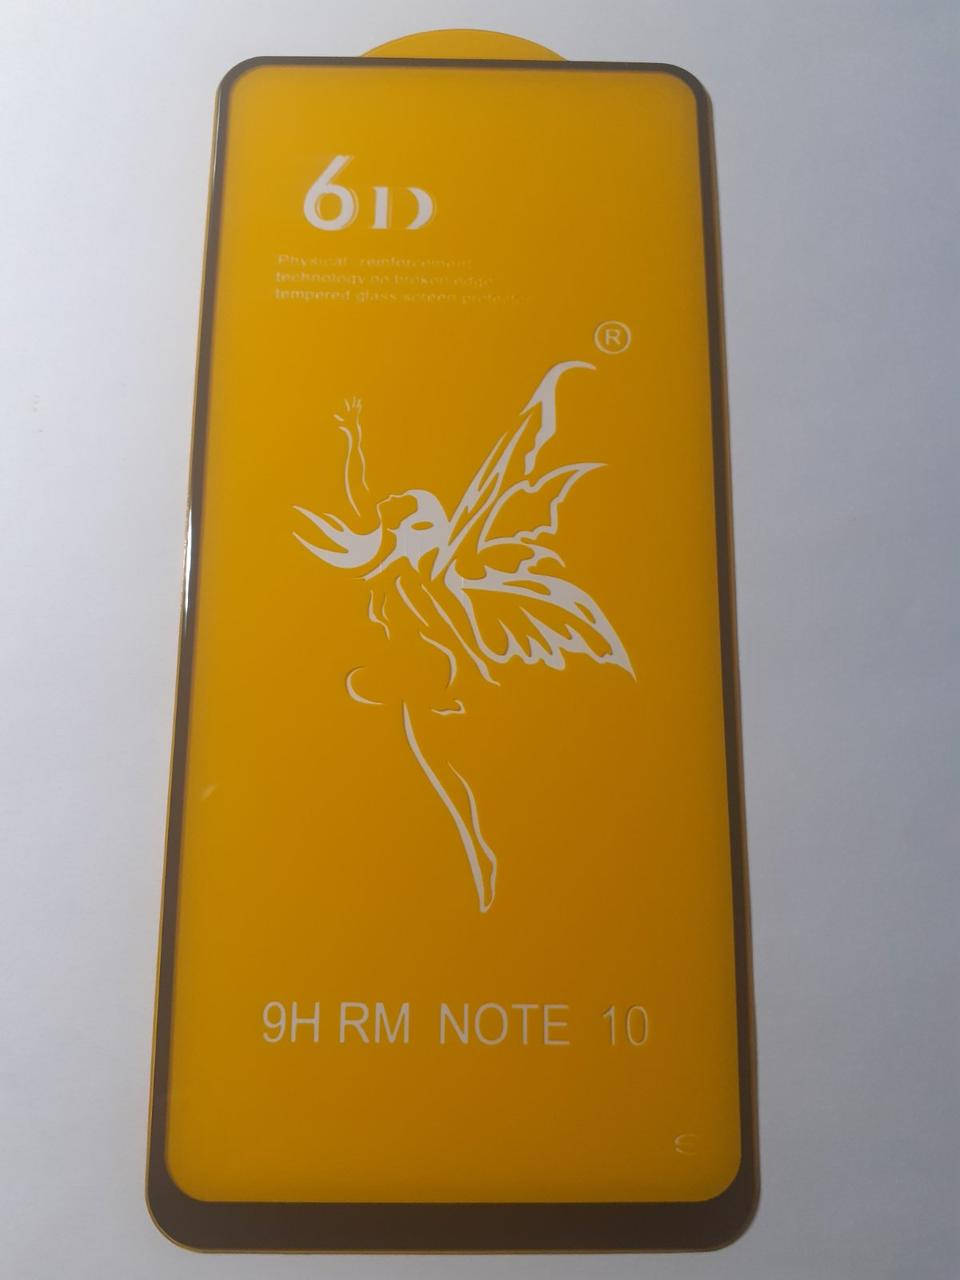 6D
Physical reinforcement
technology no broken edge
tempered glass screen protector
®
9H RM NOTE 10